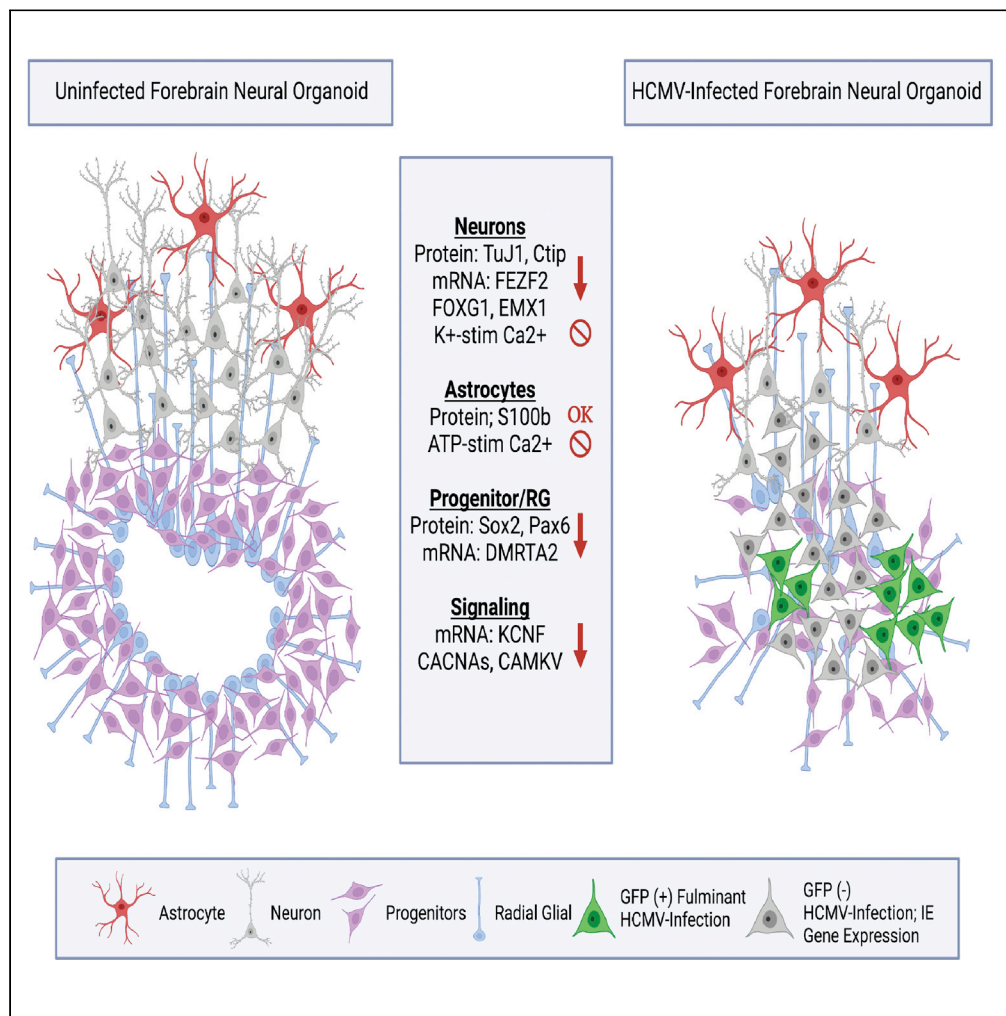 Uninfected Forebrain Neural Organoid
HCMV-Infected Forebrain Neural Organoid
Neurons
Protein: TuJ1, Ctip
mRNA: FEZF2
FOXG1, EMX1
K+-stim Ca2+
Astrocytes
Protein; S100b OK
ATP-stim Ca2+
Progenitor/RG
Protein: Sox2, Pax6
mRNA: DMRTA2
Signaling
mRNA: KCNF
CACNAs, CAMKV
Astrocyte
Neuron
Progenitors
Radial Glial
GFP (+) Fulminant
HCMV-Infection
GFP (-)
HCMV-Infection; IE
Gene Expression